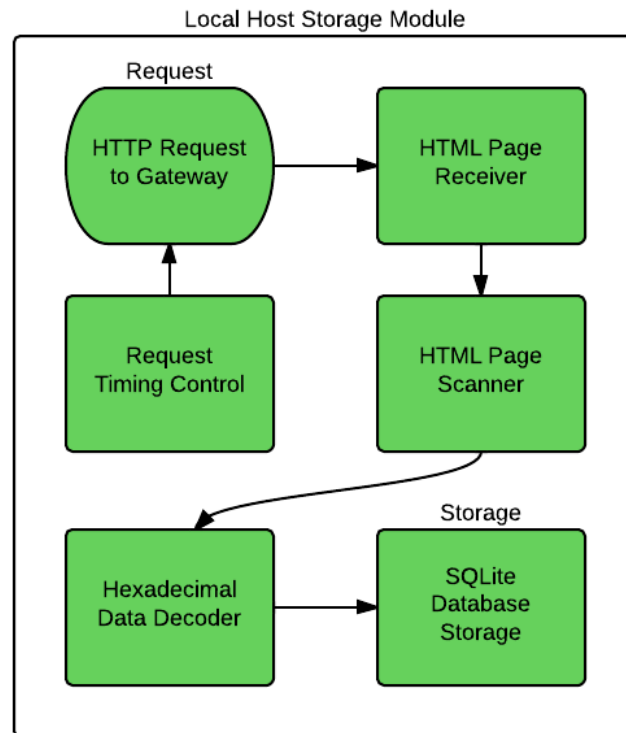 Local Host Storage Module
Request
HTTP Request
to Gateway
HTML Page
Receiver
Request
Timing Control
HTML Page
Scanner
Hexadecimal
Data Decoder
Storage
SQLite
Database
Storage